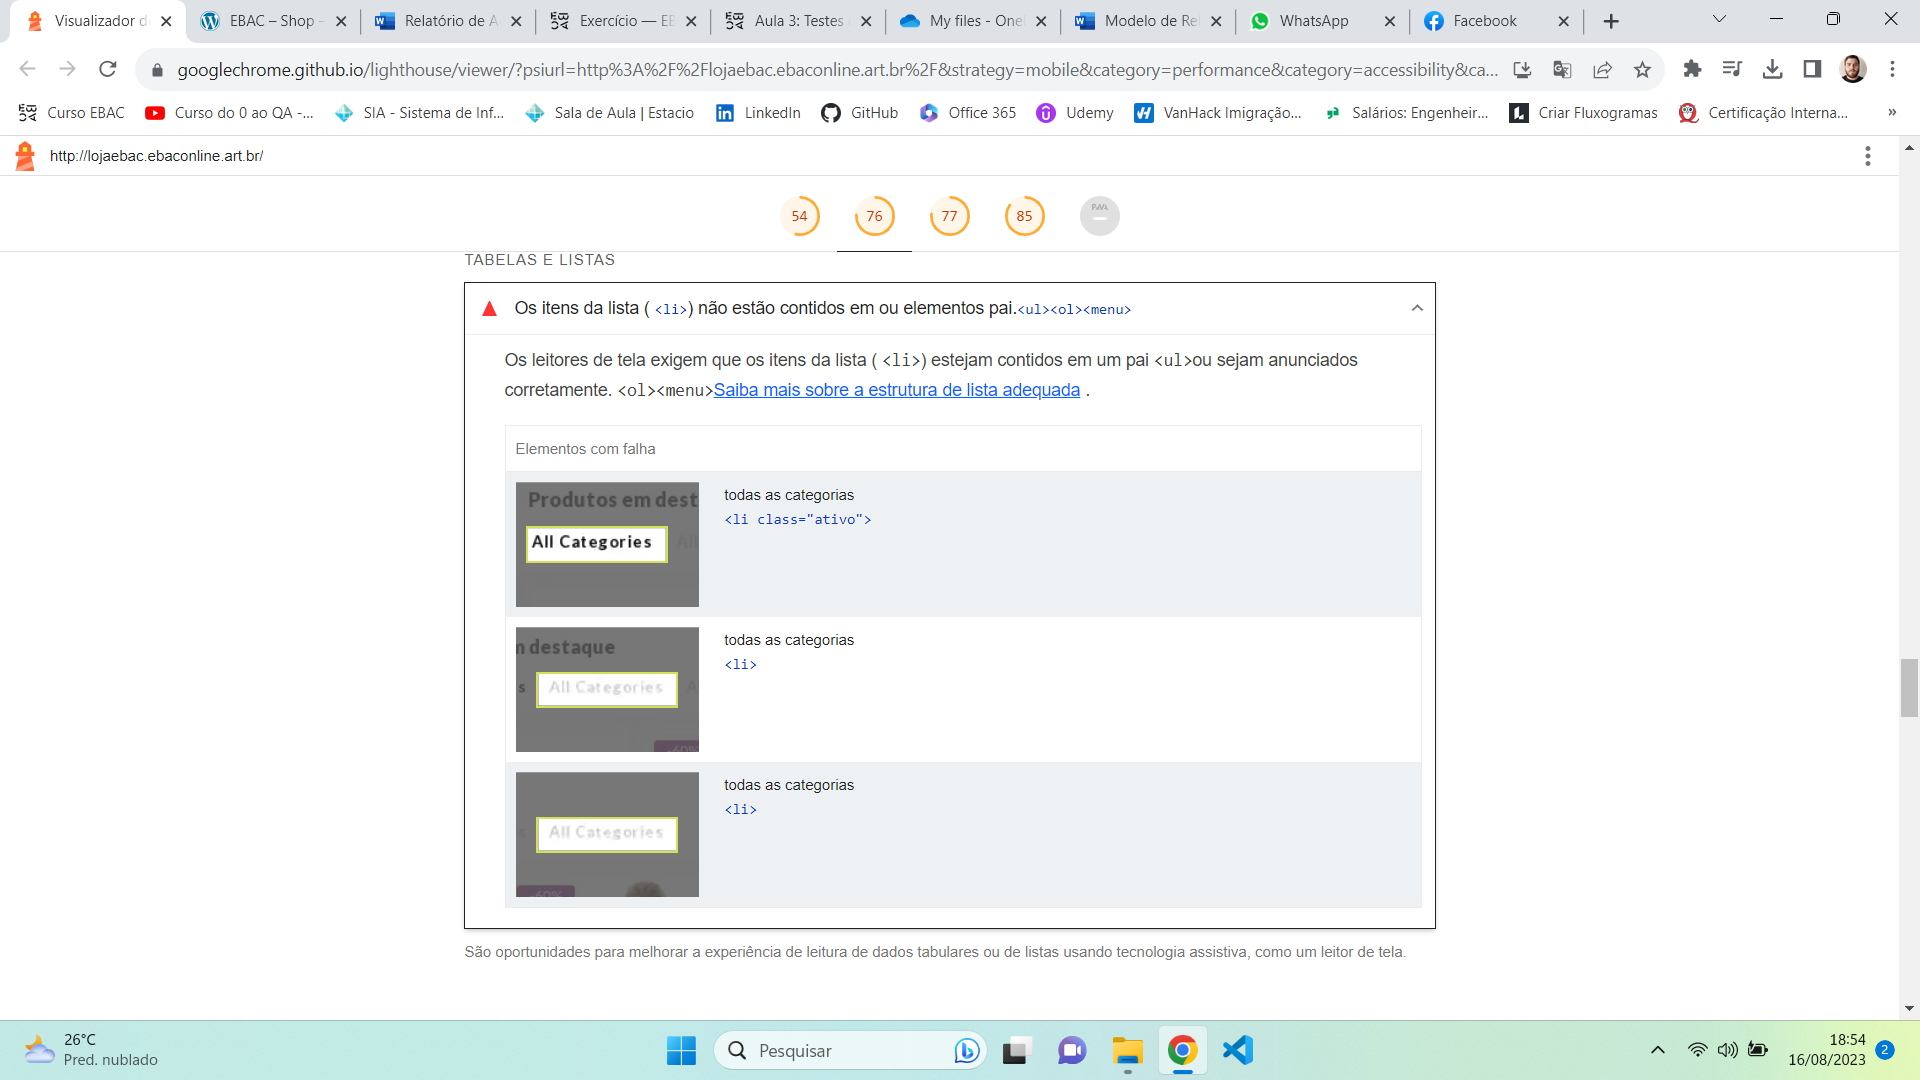 Visualizador d
EBAC – Shop –
Relatório de A
Exercício — EB
Aula 3: Testes
My files - One
Modelo de Re
WhatsApp
Facebook
googlechrome.github.io/lighthouse/viewer/?psiurl=http%3A%2F%2Flojaebac.ebaconline.art.br%2F&strategy=mobile&category=performance&category=accessibility&ca...
Curso EBAC
Curso do 0 ao QA -...
SIA - Sistema de Inf...
Sala de Aula | Estacio
LinkedIn
GitHub
Office 365
Udemy
VanHack Imigração...
Salários: Engenheir...
Criar Fluxogramas
Certificação Interna...
»
http://lojaebac.ebaconline.art.br/
54
76
77
85
PWA
TABELAS E LISTAS
Os itens da lista ( <li>) não estão contidos em ou elementos pai.<ul><ol><menu>
Os leitores de tela exigem que os itens da lista ( <li>) estejam contidos em um pai <ul>ou sejam anunciados
corretamente. <ol><menu>Saiba mais sobre a estrutura de lista adequada .
Elementos com falha
Produtos em dest
All Categories
All
todas as categorias
<li class="ativo">
m destaque
s
All Categories
A
-60%
todas as categorias
<li>
All Categories
-60%
todas as categorias
<li>
São oportunidades para melhorar a experiência de leitura de dados tabulares ou de listas usando tecnologia assistiva, como um leitor de tela.
26°C
Pred. nublado
Pesquisar
18:54
16/08/2023
2